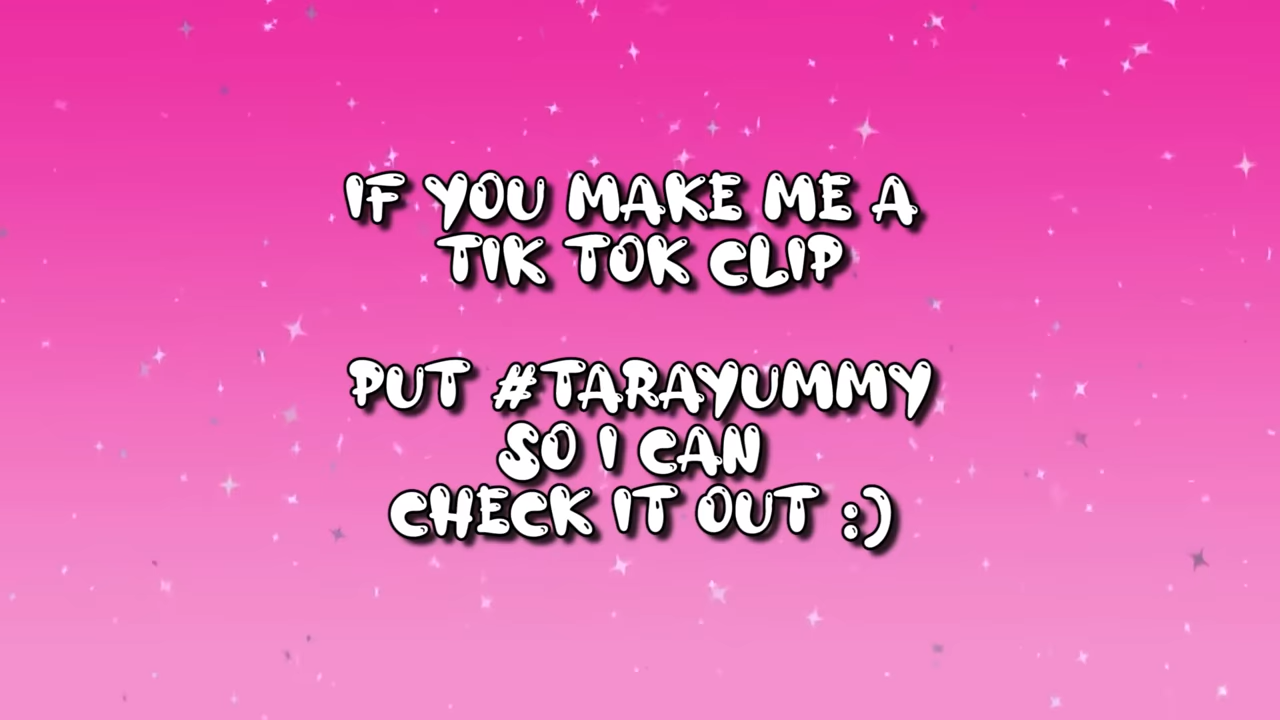 IF YOU MAKE ME A
TIK TOK CLIP
PUT #TARAYUMMY
SO I CAN
CHECK IT OUT :)